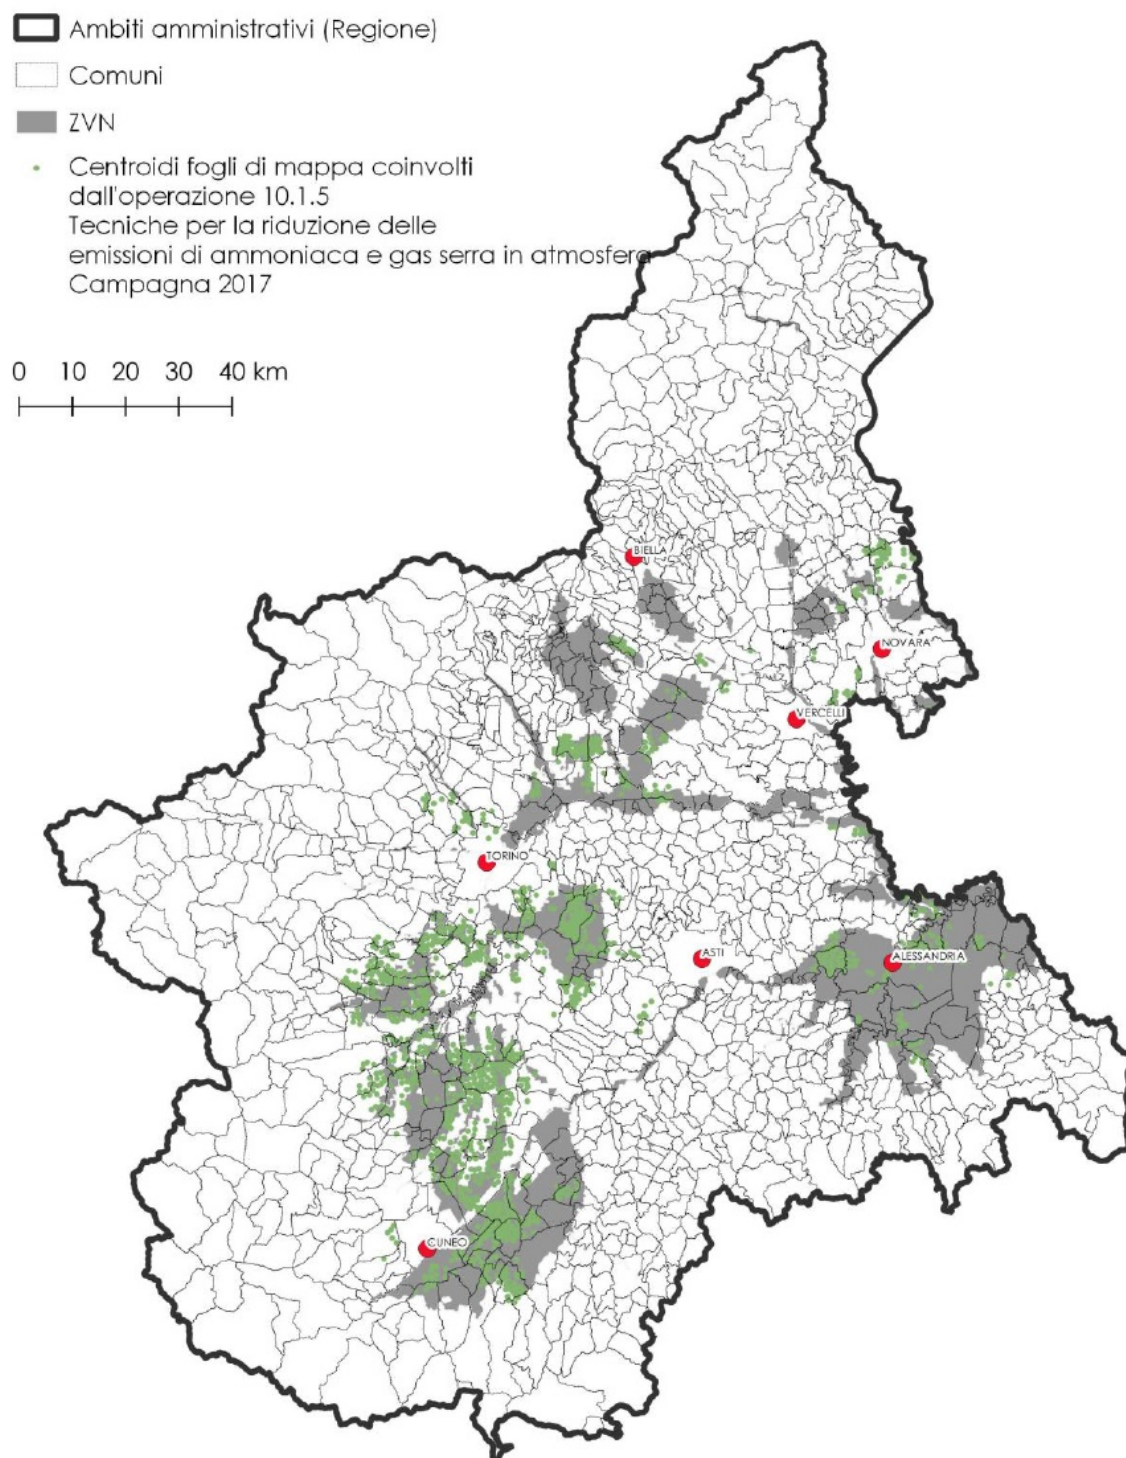 Ambiti amministrativi (Regione)
Comuni
ZVN
Centroidi fogli di mappa coinvolti
dall'operazione 10.1.5
Tecniche per la riduzione delle
emissioni di ammoniaca e gas serra in atmosfera
Campagna 2017
0 10 20 30 40 km
BIELLA
NOVARA
VERCELLI
TORINO
ASTI
ALESSANDRIA
CUNEO